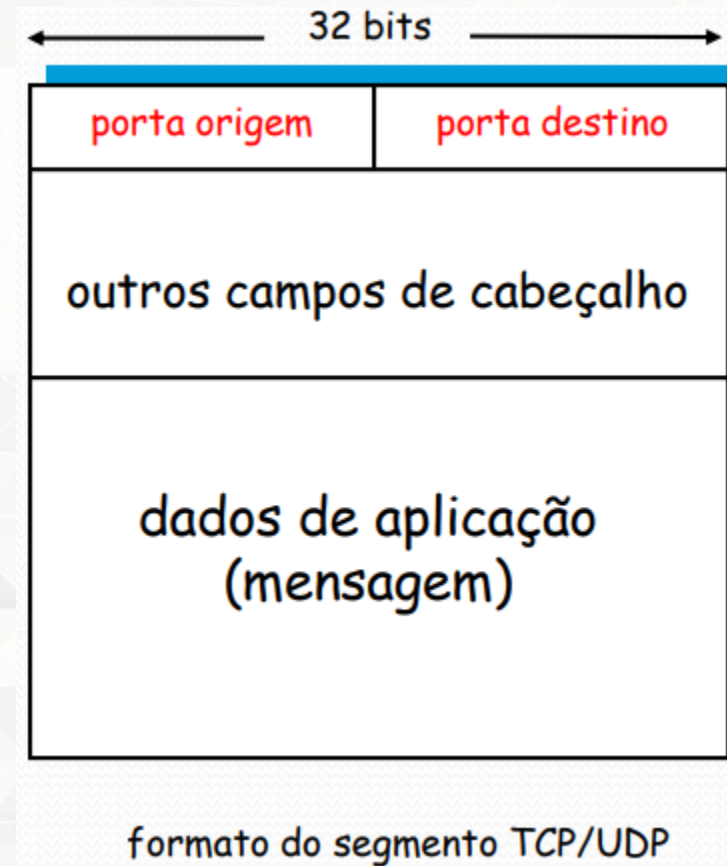 32 bits
porta origem porta destino
outros campos de cabeçalho
dados de aplicação
(mensagem)
formato do segmento TCP/UDP